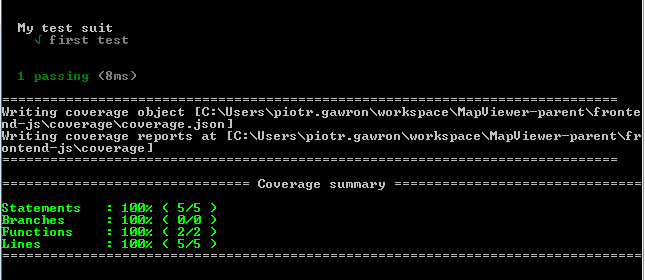 My test suit
√ first test
1 passing (8ms)
=============================================================================
Writing coverage object [C:\Users\piotr.gawron\workspace\MapViewer-parent\fronte
nd-js\coverage\coverage.json]
Writing coverage reports at [C:\Users\piotr.gawron\workspace\MapViewer-parent\fr
ontend-js\coverage]
=============================================================================
=============================== Coverage summary ===============================
Statements   : 100% ( 5/5 )
Branches     : 100% ( 0/0 )
Functions    : 100% ( 2/2 )
Lines        : 100% ( 5/5 )
================================================================================